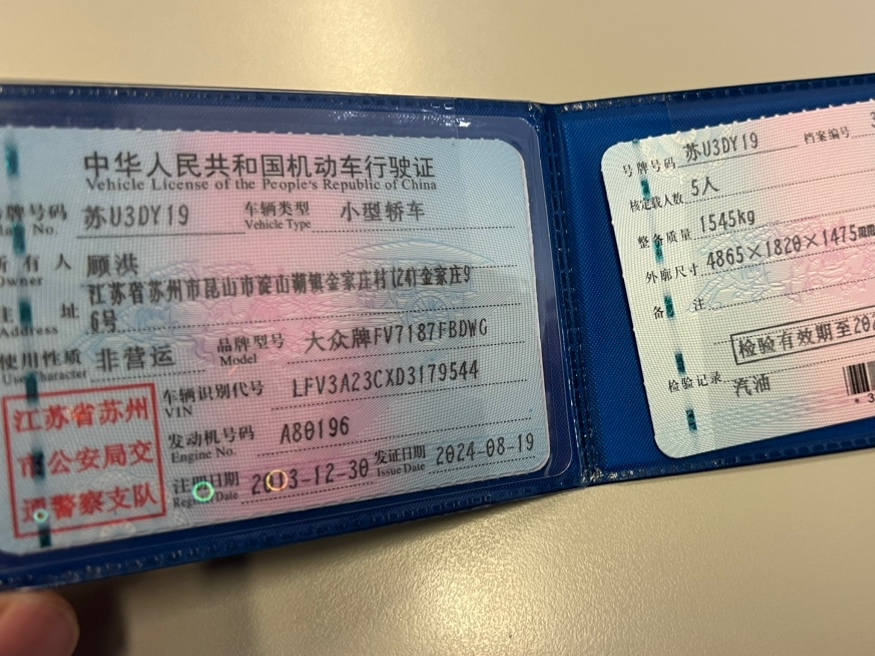 中华人民共和国机动车行驶证
Vehicle License of the People's Republic of China
牌号码 苏U3DY19 车辆类型 小型轿车
No. Vehicle Type
所有人 顾洪
Owner
住址 江苏省苏州市昆山市淀山湖镇金家庄村(24)金家庄9
Address 6号
使用性质 非营运 品牌型号 大众牌FV7187FBDWG
Use Character Model
江苏省苏州
市公安局交
通警察支队
车辆识别代号 LFV3A23CXD3179544
VIN
发动机号码 A80196
Engine No.
注册日期 2013-12-30 发证日期 2024-08-19
Register Date Issue Date
号牌号码 苏U3DY19 档案编号 3
核定载人数 5人
整备质量 1545kg
外廓尺寸 4865×1820×1475mm
备注
检验有效期至202
检验记录 汽油